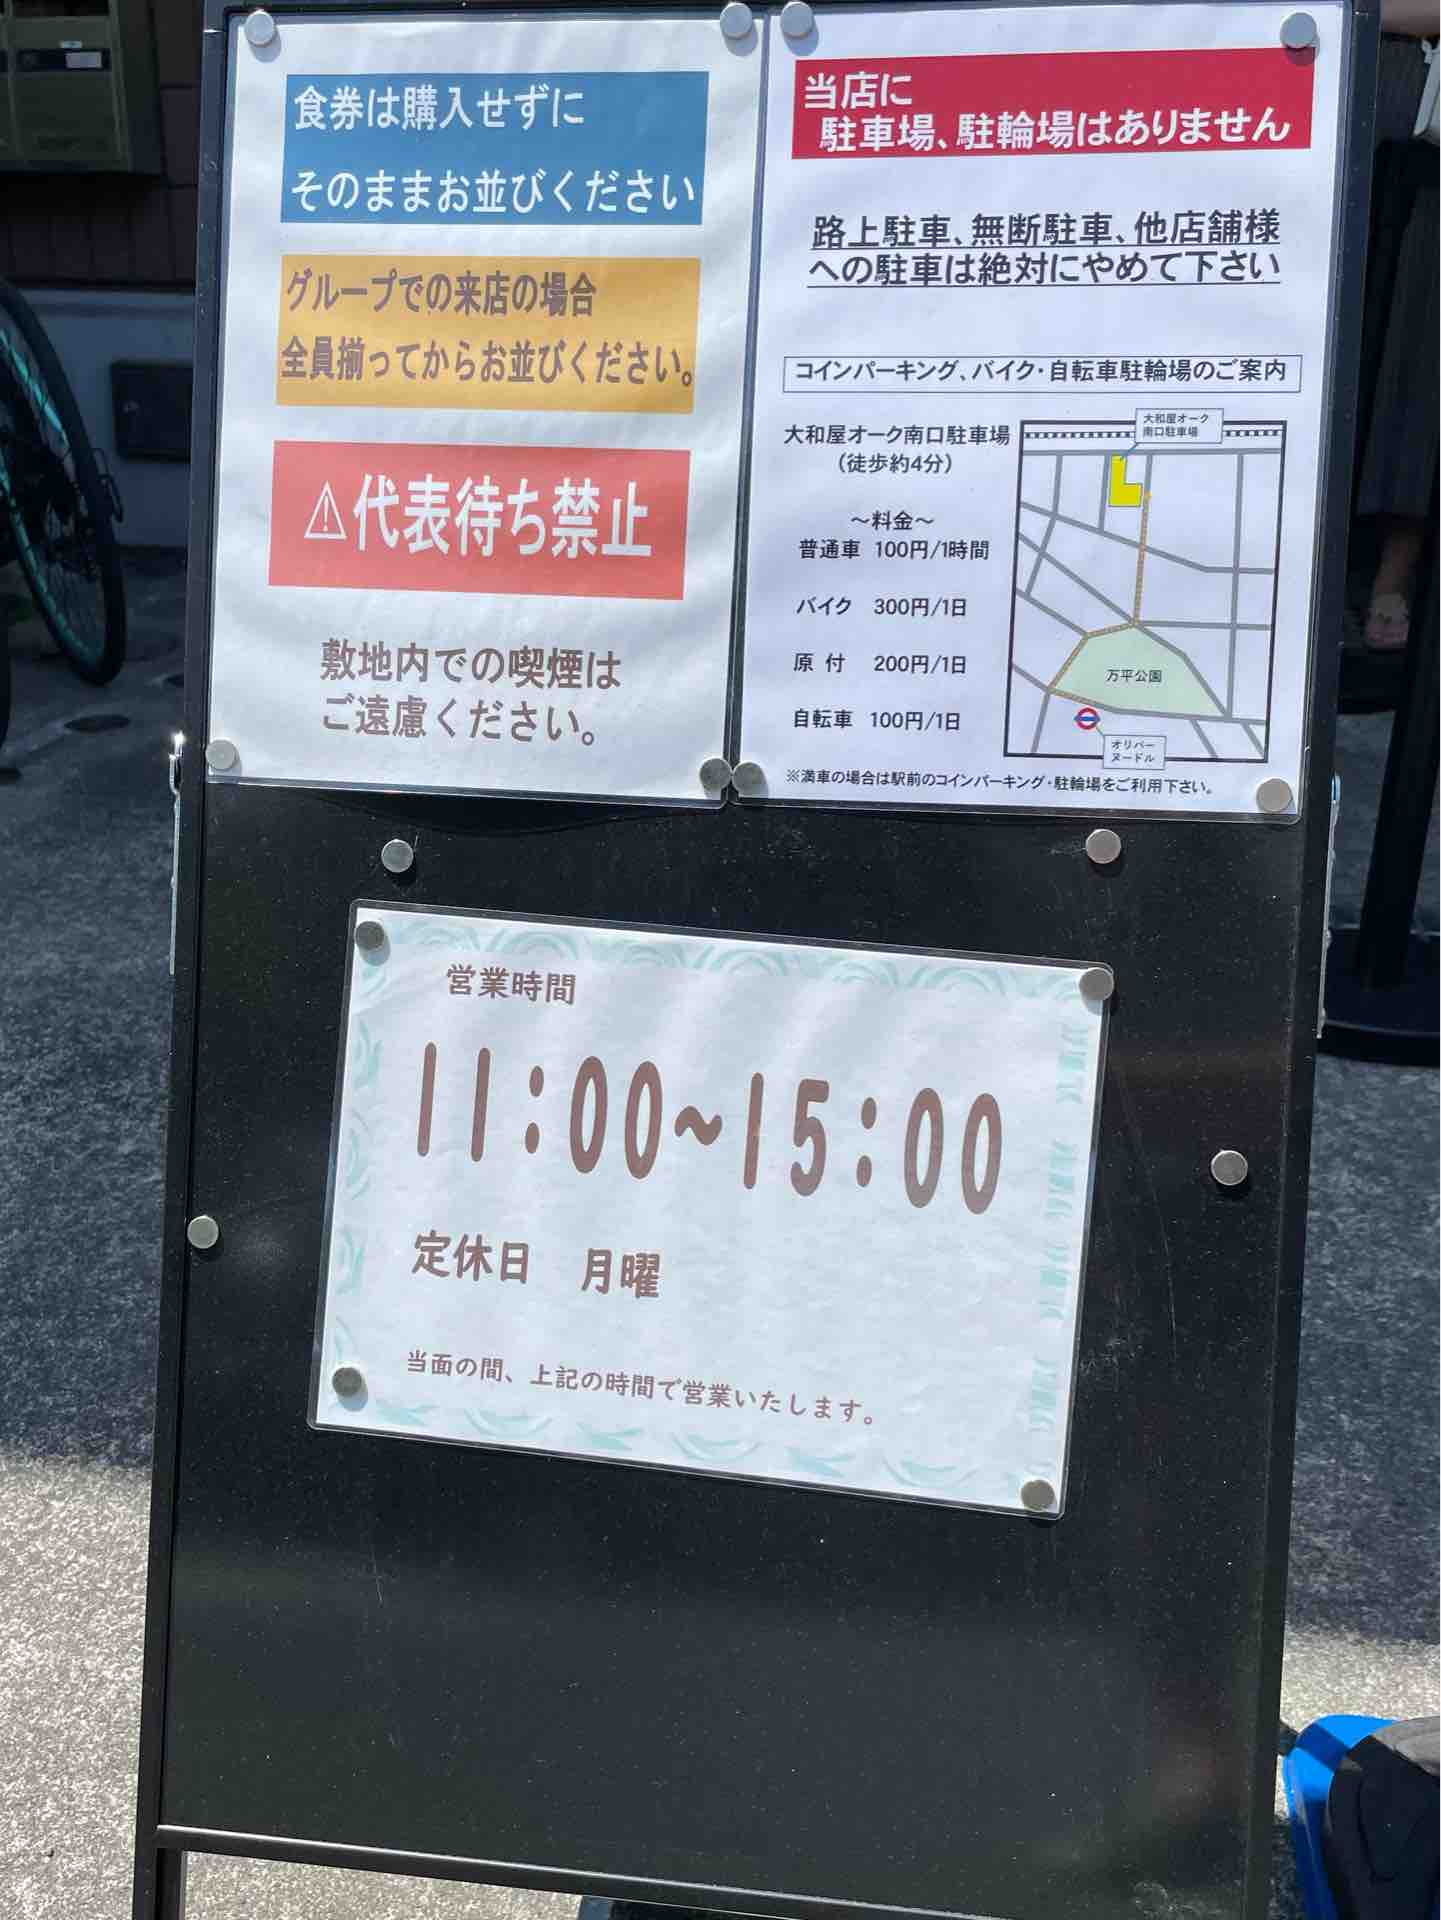 食券は購入せずに
そのままお並びください
グループでの来店の場合
全員揃ってからお並びください。
⚠代表待ち禁止
敷地内での喫煙は
ご遠慮ください。
当店に
駐車場、駐輪場はありません
路上駐車、無断駐車、他店舗様
への駐車は絶対にやめて下さい
コインパーキング、バイク・自転車駐輪場のご案内
大和屋オーク南口駐車場
(徒歩約4分)
～料金～
普通車 100円/1時間
バイク 300円/1日
原付 200円/1日
自転車 100円/1日
大和屋オーク
南口駐車場
万平公園
オリバー
ヌードル
※満車の場合は駅前のコインパーキング・駐輪場をご利用下さい。
営業時間
11:00~15:00
定休日 月曜
当面の間、上記の時間で営業いたします。